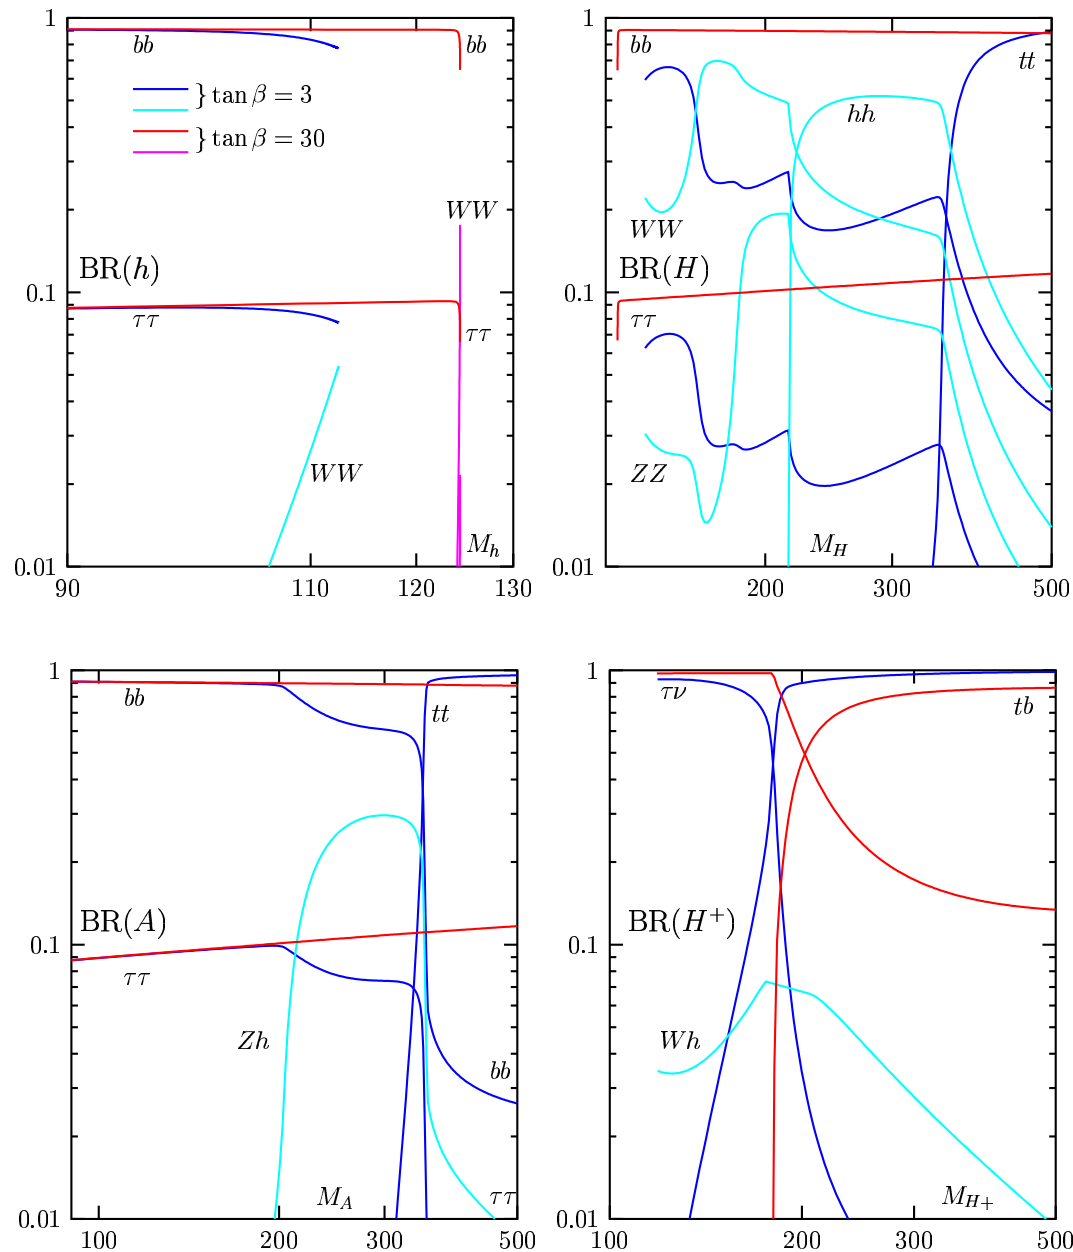 1
bb
bb
} tan β = 3
} tan β = 30
WW
BR(h)
0.1
ττ
ττ
WW
M_h
0.01
90
110
120
130
1
bb
tt
hh
WW
BR(H)
0.1
ττ
ZZ
M_H
0.01
200
300
500
1
bb
tt
BR(A)
0.1
ττ
Zh
bb
M_A
ττ
0.01
100
200
300
500
1
τν
tb
BR(H⁺)
0.1
Wh
M_H+
0.01
100
200
300
500